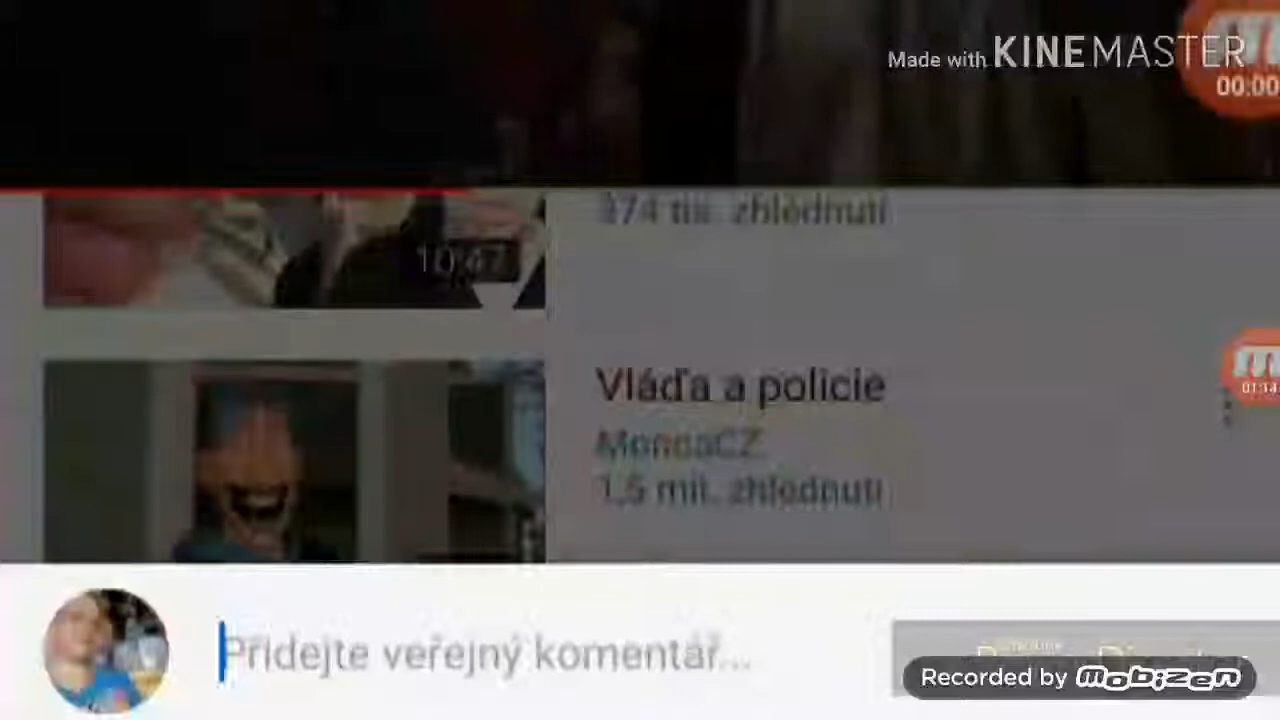 Made with KINEMASTER
00:00
374 tis. zhlédnutí
10:47
Vláďa a policie
1,5 mil. zhlédnutí
01:14
Přidejte veřejný komentář...
Recorded by mobizen